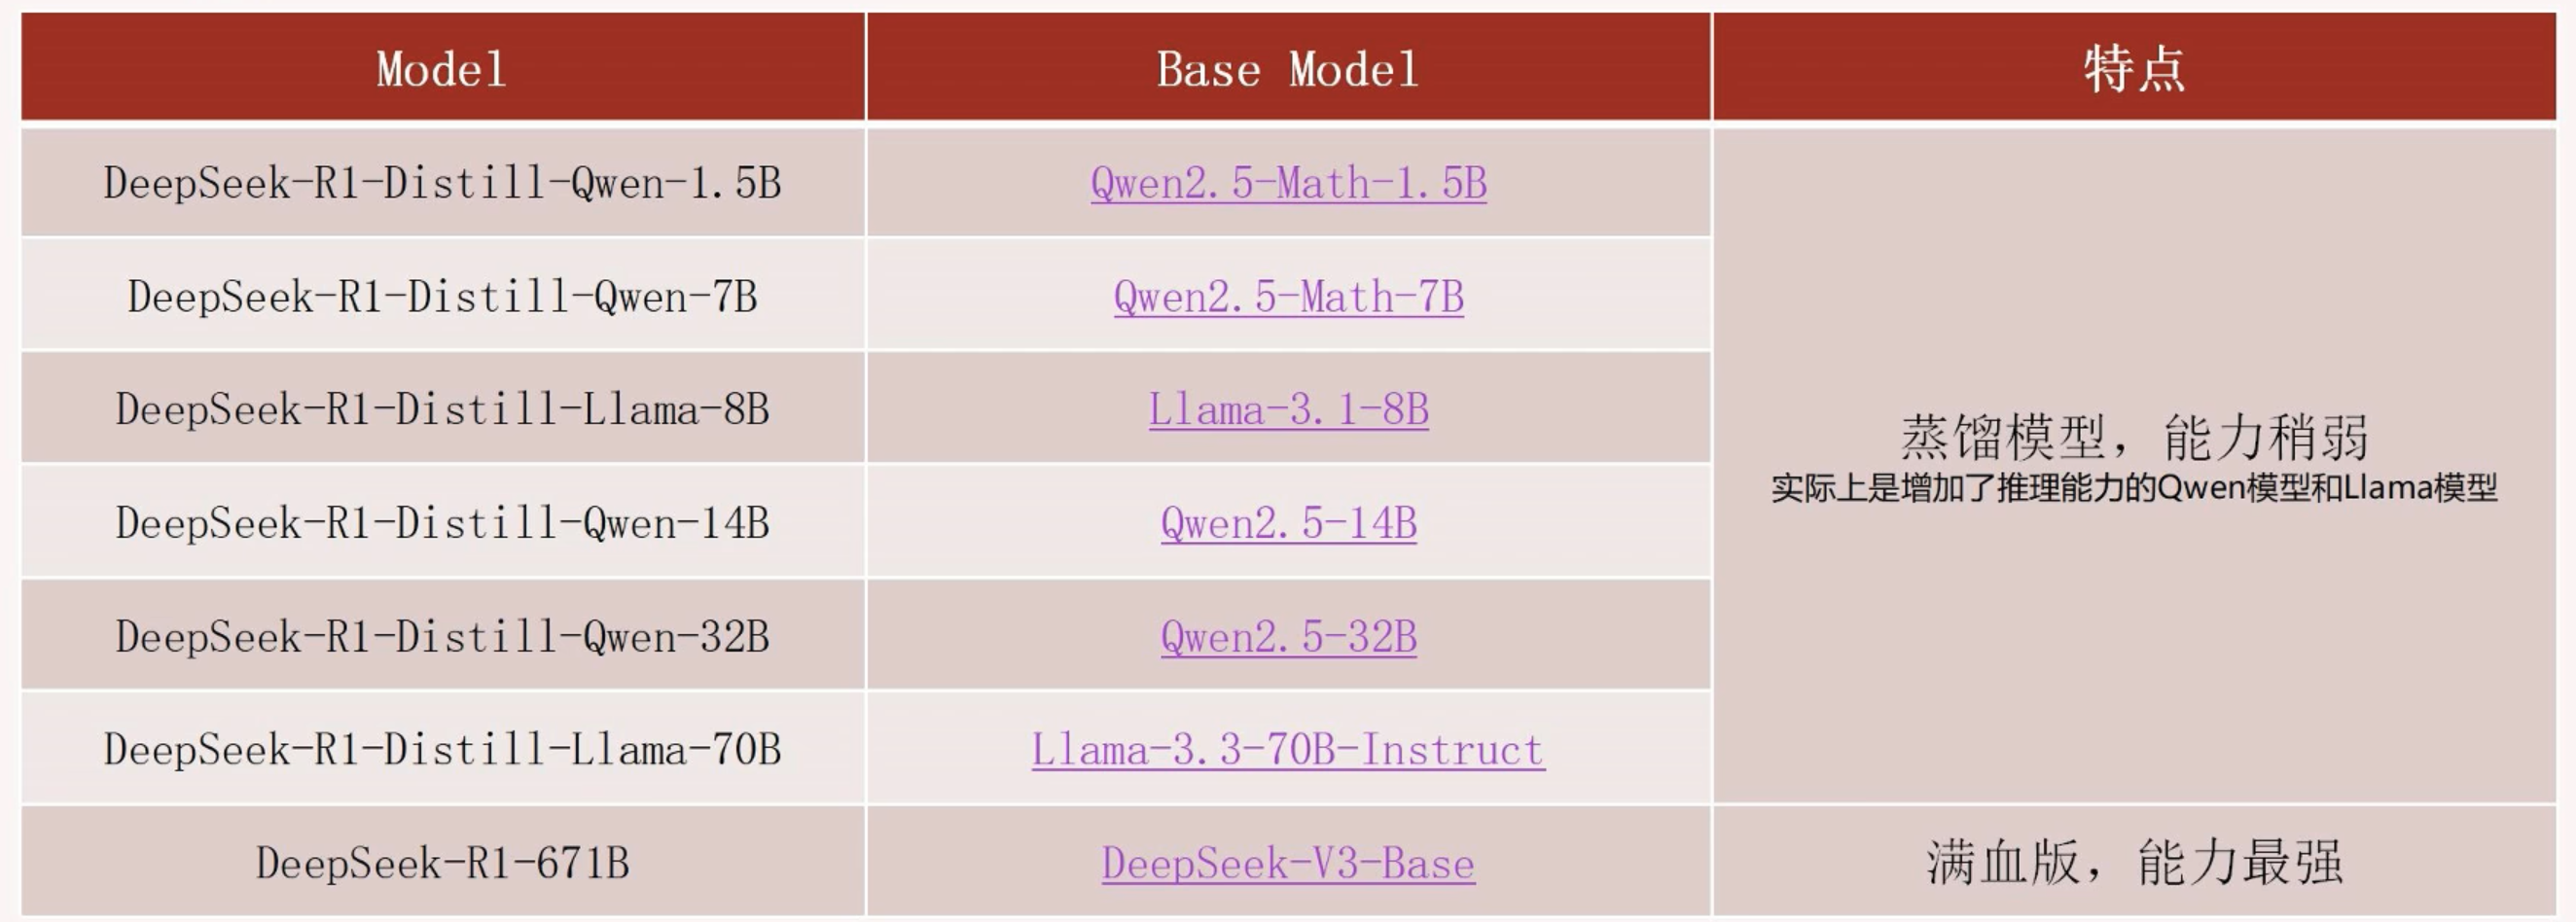 Model Base Model 特点
DeepSeek-R1-Distill-Qwen-1.5B Qwen2.5-Math-1.5B
DeepSeek-R1-Distill-Qwen-7B Qwen2.5-Math-7B
DeepSeek-R1-Distill-Llama-8B Llama-3.1-8B
蒸馏模型，能力稍弱
实际上是增加了推理能力的Qwen模型和Llama模型
DeepSeek-R1-Distill-Qwen-14B Qwen2.5-14B
DeepSeek-R1-Distill-Qwen-32B Qwen2.5-32B
DeepSeek-R1-Distill-Llama-70B Llama-3.3-70B-Instruct
DeepSeek-R1-671B DeepSeek-V3-Base 满血版，能力最强